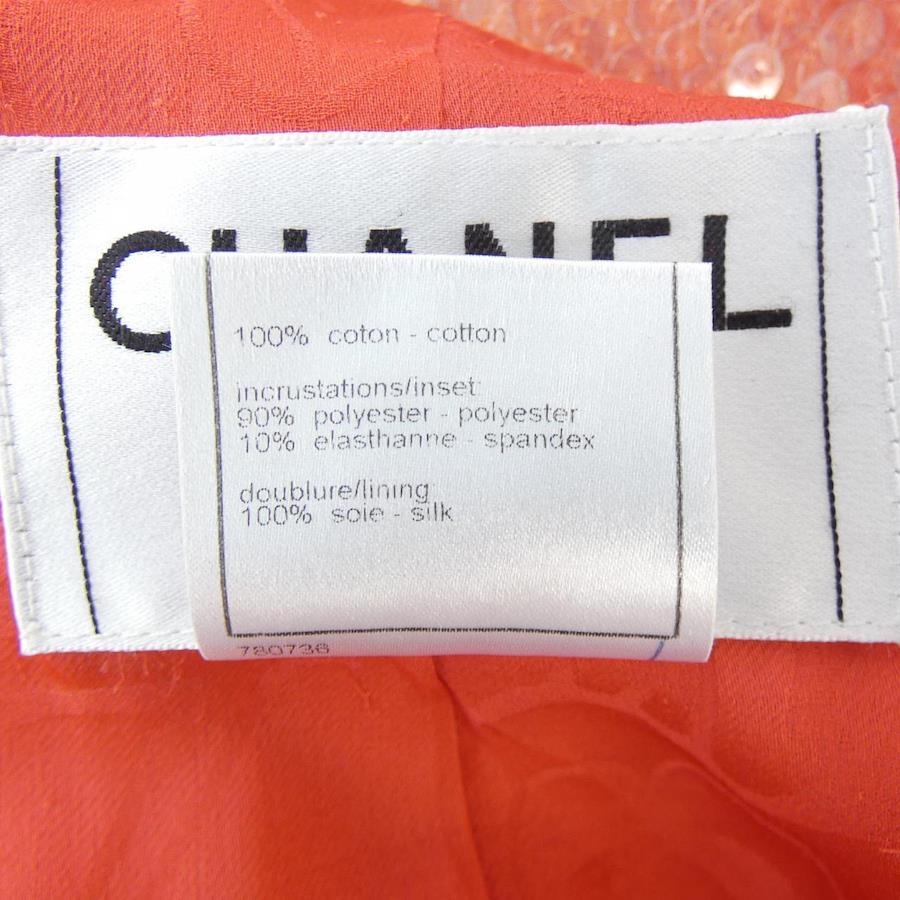 CHANEL
100% coton - cotton
incrustations/inset:
90% polyester - polyester
10% elasthanne - spandex
doublure/lining:
100% soie - silk
780736